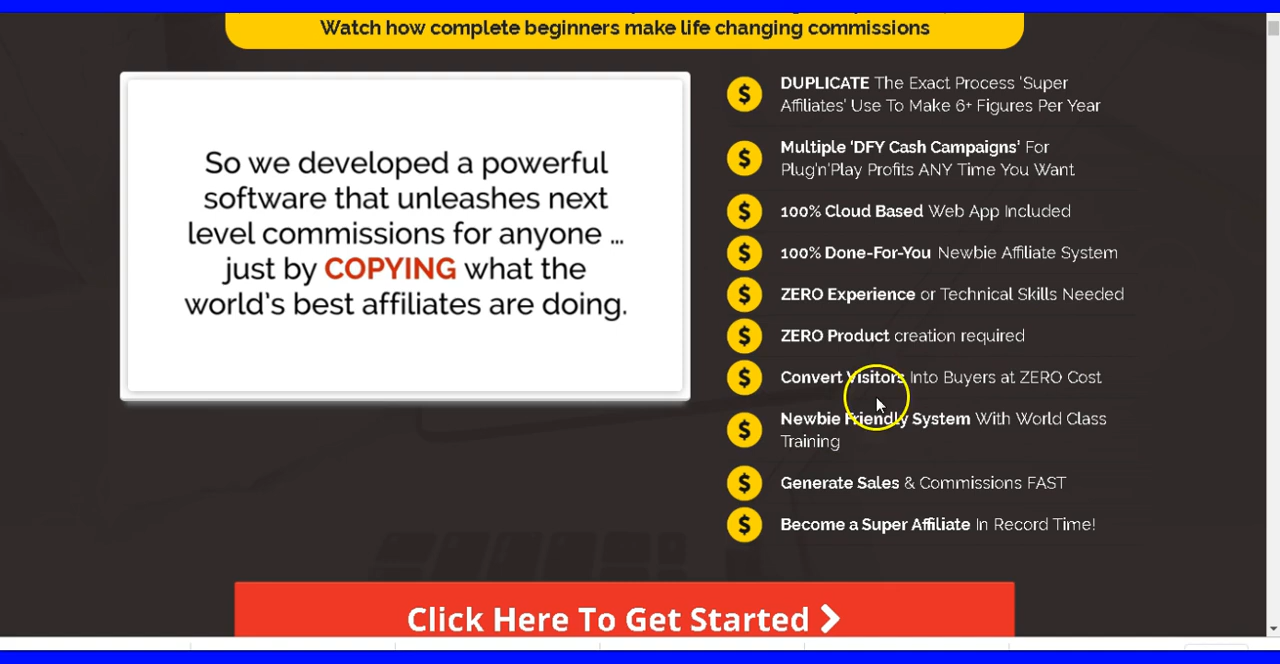 Watch how complete beginners make life changing commissions
So we developed a powerful
software that unleashes next
level commissions for anyone ...
just by COPYING what the
world's best affiliates are doing.
DUPLICATE The Exact Process 'Super
Affiliates' Use To Make 6+ Figures Per Year
Multiple 'DFY Cash Campaigns' For
Plug'n'Play Profits ANY Time You Want
100% Cloud Based Web App Included
100% Done-For-You Newbie Affiliate System
ZERO Experience or Technical Skills Needed
ZERO Product creation required
Convert Visitors Into Buyers at ZERO Cost
Newbie Friendly System With World Class
Training
Generate Sales & Commissions FAST
Become a Super Affiliate In Record Time!
Click Here To Get Started